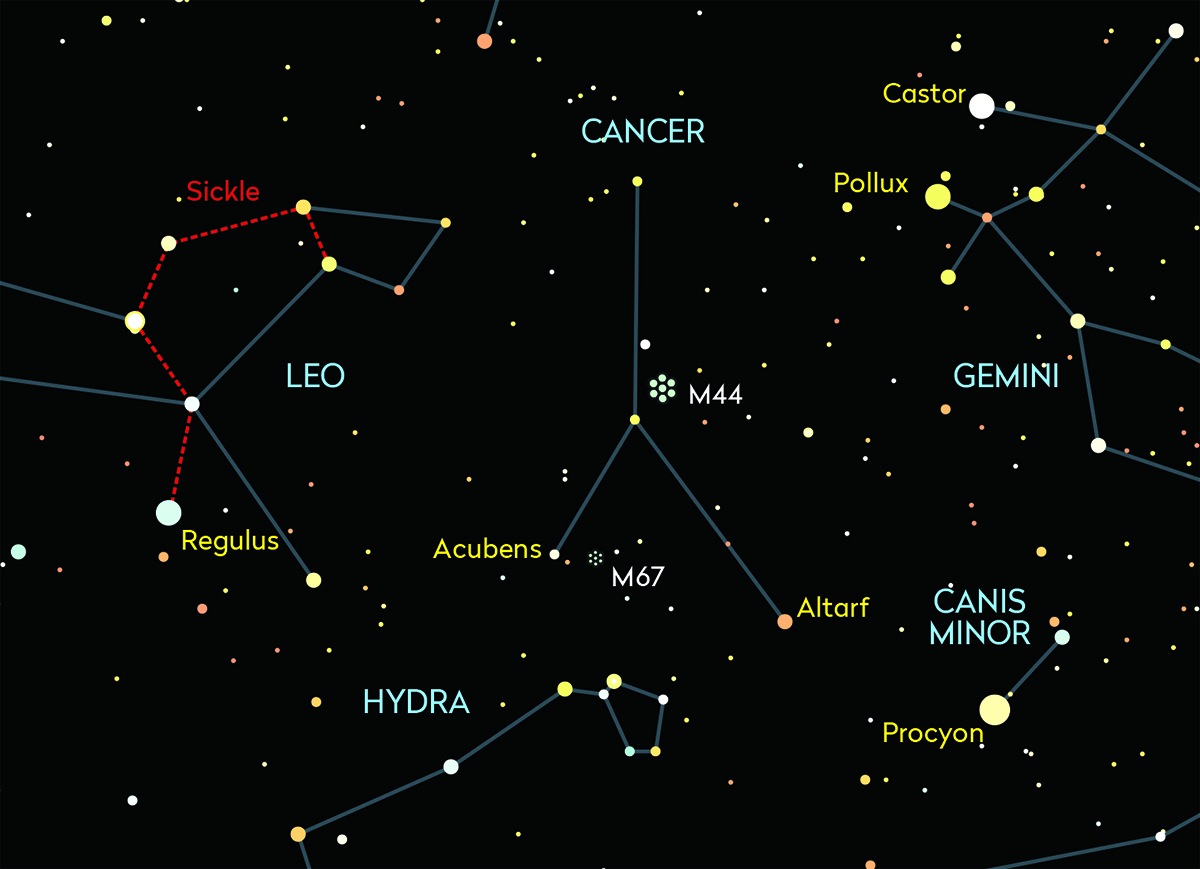 Castor
CANCER
Pollux
Sickle
LEO
M44
GEMINI
Regulus
Acubens
M67
Altarf
CANIS
MINOR
HYDRA
Procyon